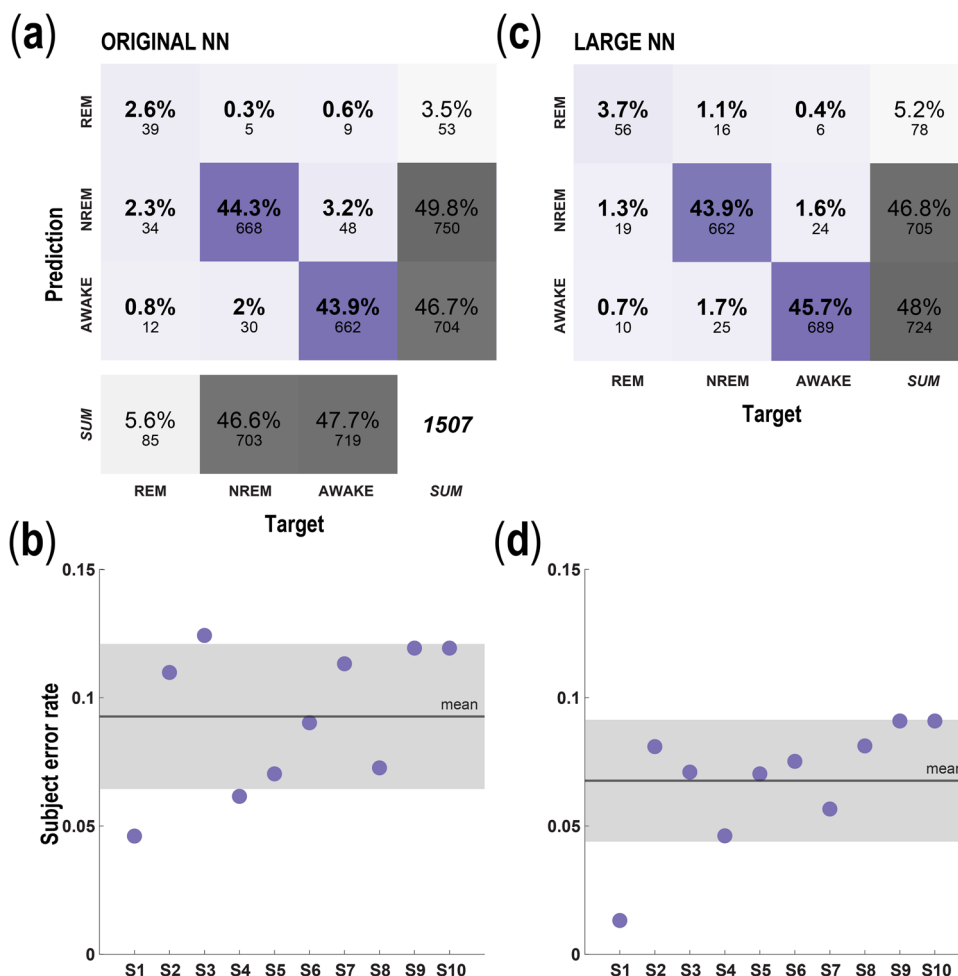 (a)
ORIGINAL NN
REM
2.6%
0.3%
0.6%
3.5%
39
5
9
53
Prediction
NREM
2.3%
44.3%
3.2%
49.8%
34
668
48
750
AWAKE
0.8%
2%
43.9%
46.7%
12
30
662
704
SUM
5.6%
46.6%
47.7%
1507
85
703
719
REM
NREM
AWAKE
SUM
Target
(c)
LARGE NN
REM
3.7%
1.1%
0.4%
5.2%
56
16
6
78
NREM
1.3%
43.9%
1.6%
46.8%
19
662
24
705
AWAKE
0.7%
1.7%
45.7%
48%
10
25
689
724
REM
NREM
AWAKE
SUM
Target
(b)
Subject error rate
0.15
0.1
0.05
0
mean
S1 S2 S3 S4 S5 S6 S7 S8 S9 S10
(d)
0.15
0.1
0.05
0
mean
S1 S2 S3 S4 S5 S6 S7 S8 S9 S10